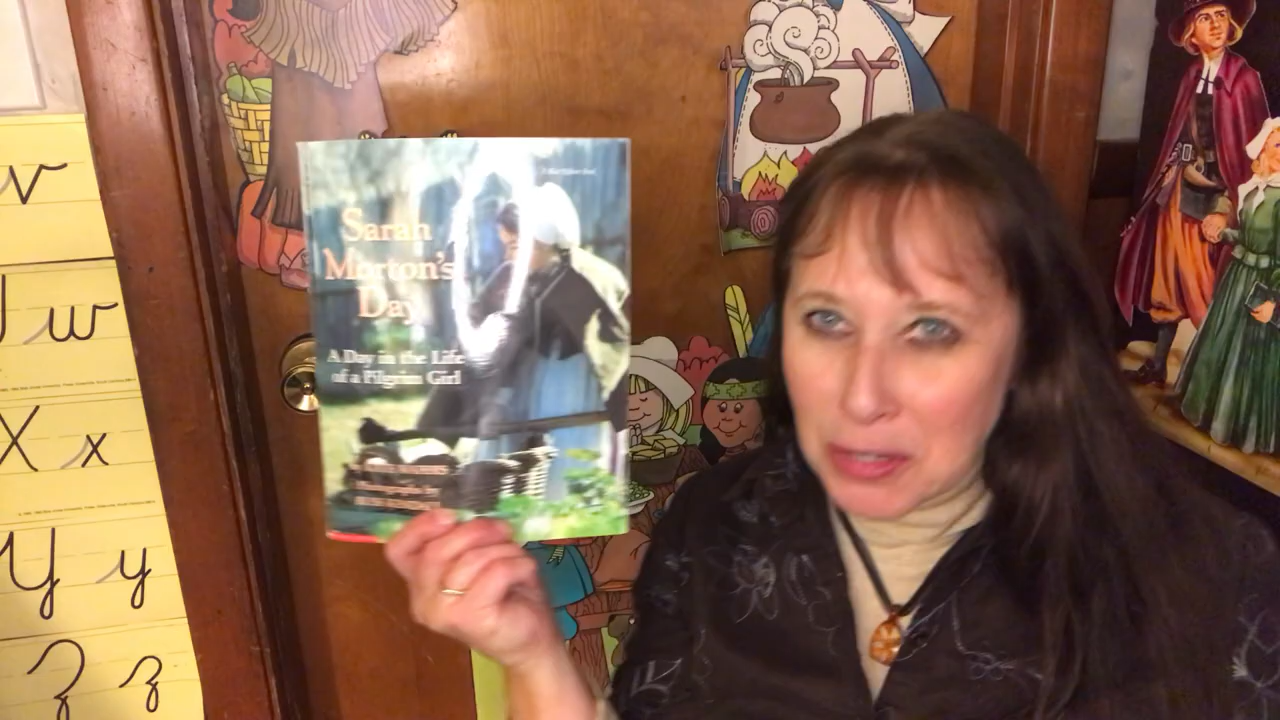 Sarah
Morton's
Day
A Day in the Life
of a Pilgrim Girl
v
w
X x
Y y
z z